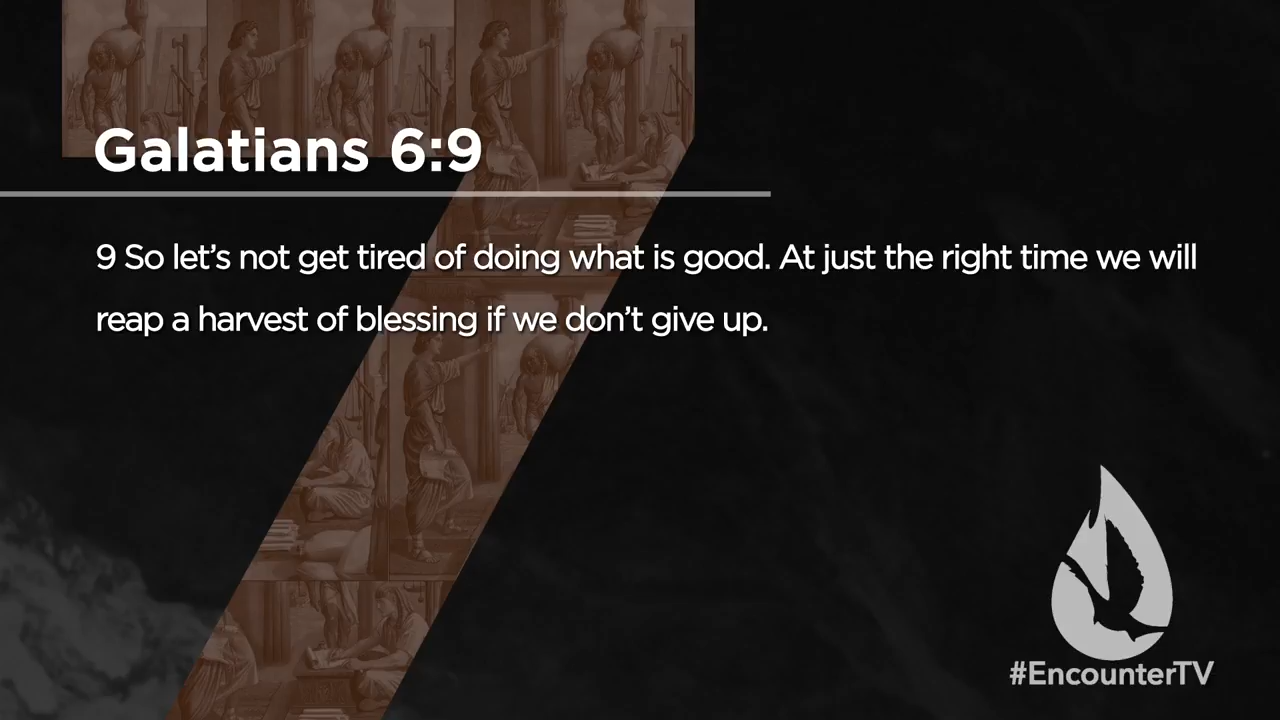 Galatians 6:9
9 So let’s not get tired of doing what is good. At just the right time we will
reap a harvest of blessing if we don’t give up.
#EncounterTV